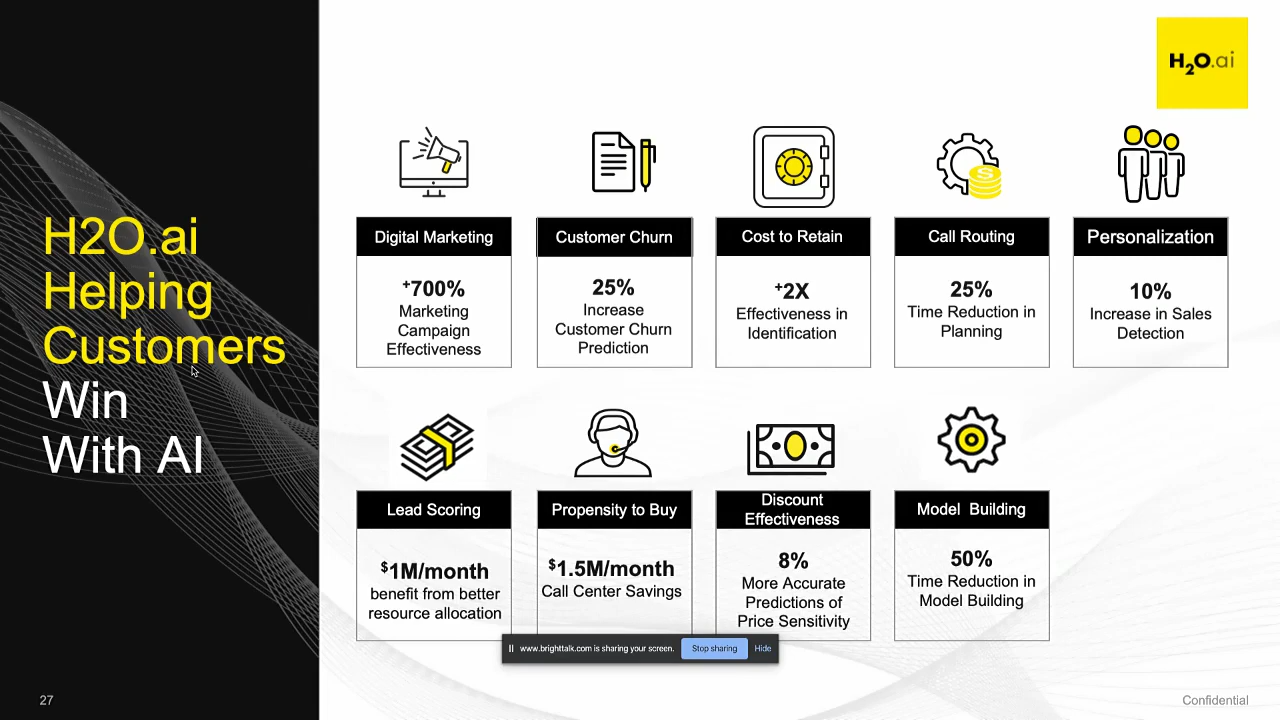 H2O.ai
H2O.ai
Helping
Customers
Win
With AI
Digital Marketing
+700%
Marketing
Campaign
Effectiveness
Customer Churn
25%
Increase
Customer Churn
Prediction
Cost to Retain
+2X
Effectiveness in
Identification
Call Routing
25%
Time Reduction in
Planning
Personalization
10%
Increase in Sales
Detection
Lead Scoring
$1M/month
benefit from better
resource allocation
Propensity to Buy
$1.5M/month
Call Center Savings
Discount
Effectiveness
8%
More Accurate
Predictions of
Price Sensitivity
Model Building
50%
Time Reduction in
Model Building
www.brighttalk.com is sharing your screen. Stop sharing Hide
27
Confidential